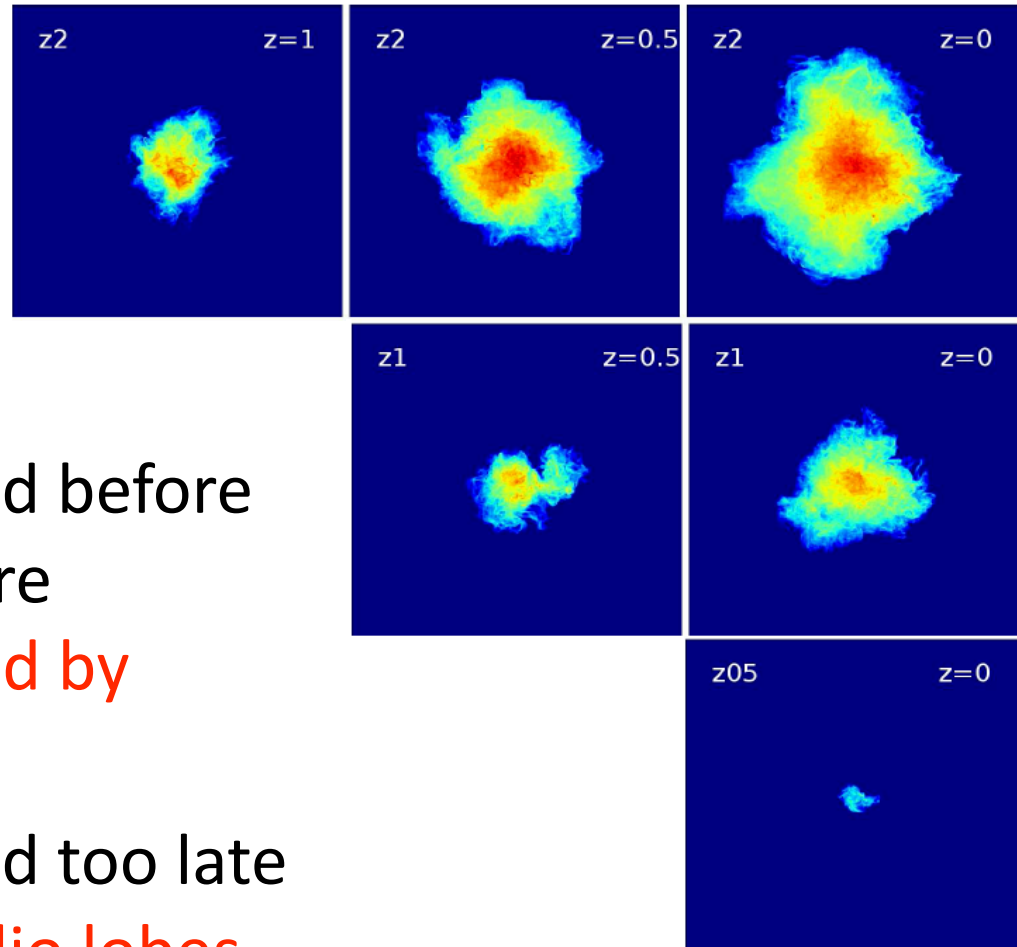 z2 z=1 z2 z=0.5 z2 z=0
z1 z=0.5 z1 z=0
d before
re
d by
z05 z=0
d too late
lobes